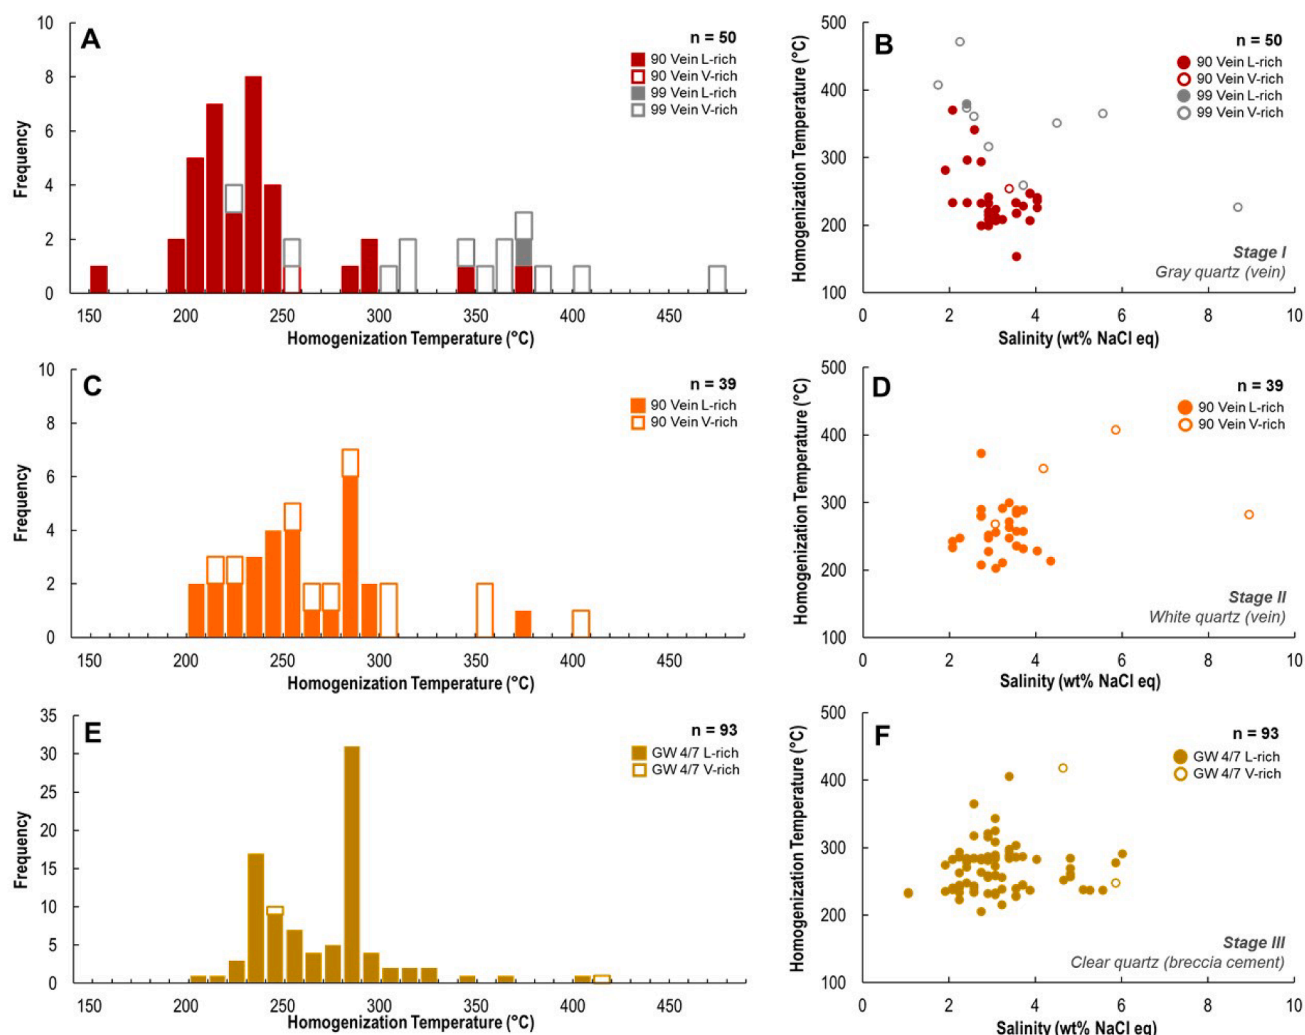 A
n = 50
90 Vein L-rich
90 Vein V-rich
99 Vein L-rich
99 Vein V-rich
Frequency
10
8
6
4
2
0
150 200 250 300 350 400 450
Homogenization Temperature (°C)
B
n = 50
90 Vein L-rich
90 Vein V-rich
99 Vein L-rich
99 Vein V-rich
Homogenization Temperature (°C)
500
400
300
200
100
Stage I
Gray quartz (vein)
0 2 4 6 8 10
Salinity (wt% NaCl eq)
C
n = 39
90 Vein L-rich
90 Vein V-rich
Frequency
10
8
6
4
2
0
150 200 250 300 350 400 450
Homogenization Temperature (°C)
D
n = 39
90 Vein L-rich
90 Vein V-rich
Homogenization Temperature (°C)
500
400
300
200
100
Stage II
White quartz (vein)
0 2 4 6 8 10
Salinity (wt% NaCl eq)
E
n = 93
GW 4/7 L-rich
GW 4/7 V-rich
Frequency
35
30
25
20
15
10
5
0
150 200 250 300 350 400 450
Homogenization Temperature (°C)
F
n = 93
GW 4/7 L-rich
GW 4/7 V-rich
Homogenization Temperature (°C)
500
400
300
200
100
Stage III
Clear quartz (breccia cement)
0 2 4 6 8 10
Salinity (wt% NaCl eq)